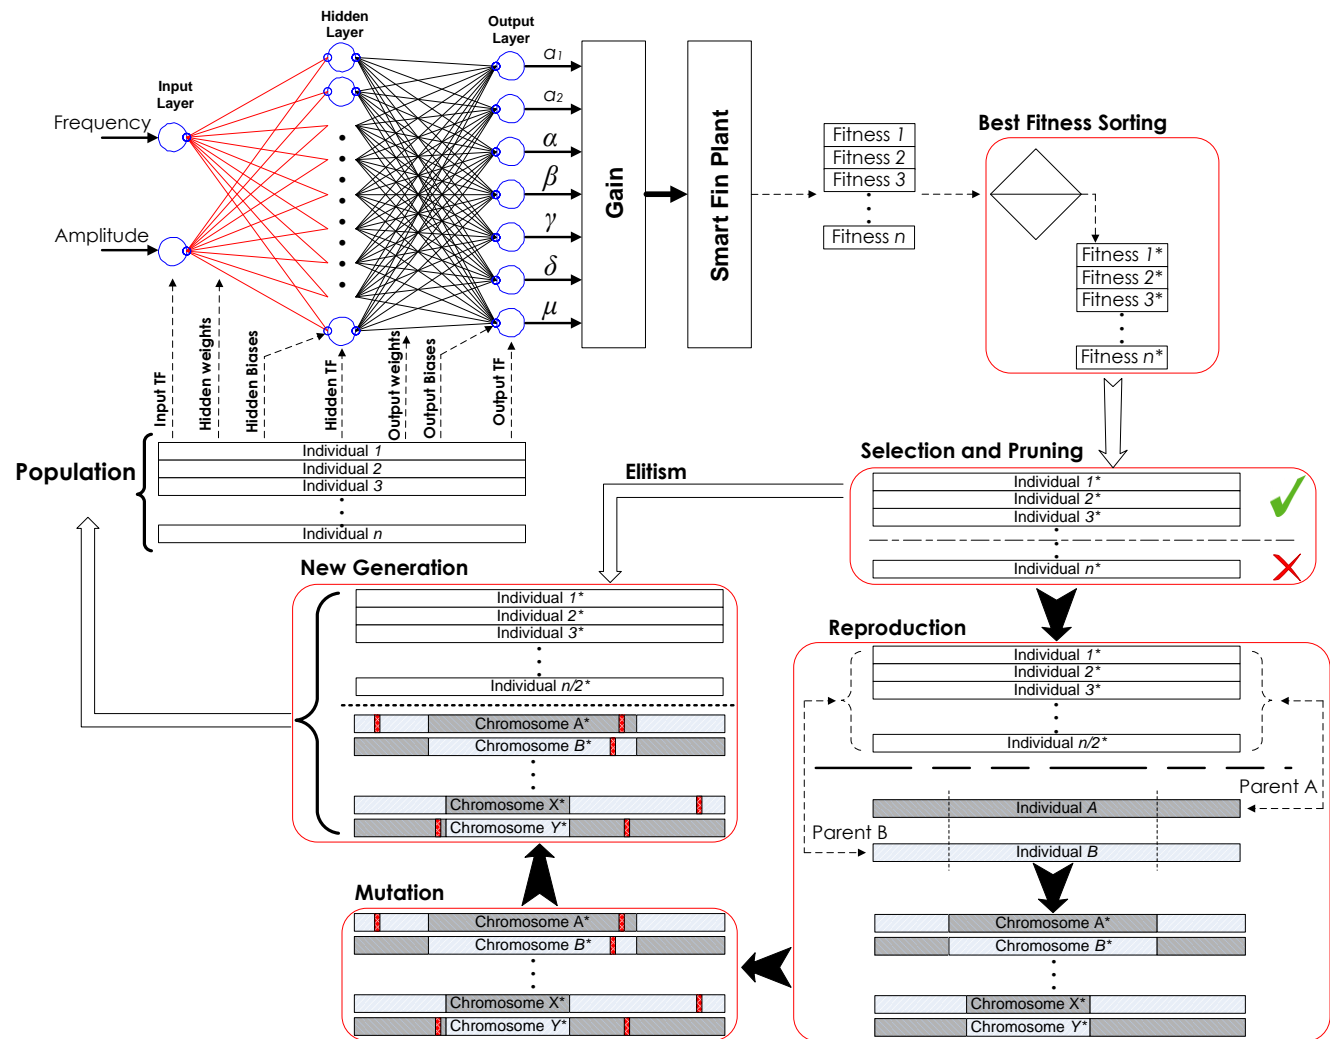 Hidden
Layer
Output
Layer
Input
Layer
Frequency
Amplitude
a1
a2
α
β
γ
δ
μ
Gain
Smart Fin Plant
Fitness 1
Fitness 2
Fitness 3
Fitness n
Best Fitness Sorting
Fitness 1*
Fitness 2*
Fitness 3*
Fitness n*
Input TF
Hidden weights
Hidden Biases
Hidden TF
Output weights
Output Biases
Output TF
Population
Individual 1
Individual 2
Individual 3
Individual n
Elitism
Selection and Pruning
Individual 1*
Individual 2*
Individual 3*
Individual n*
New Generation
Individual 1*
Individual 2*
Individual 3*
Individual n/2*
Chromosome A*
Chromosome B*
Chromosome X*
Chromosome Y*
Reproduction
Individual 1*
Individual 2*
Individual 3*
Individual n/2*
Parent A
Individual A
Parent B
Individual B
Chromosome A*
Chromosome B*
Chromosome X*
Chromosome Y*
Mutation
Chromosome A*
Chromosome B*
Chromosome X*
Chromosome Y*